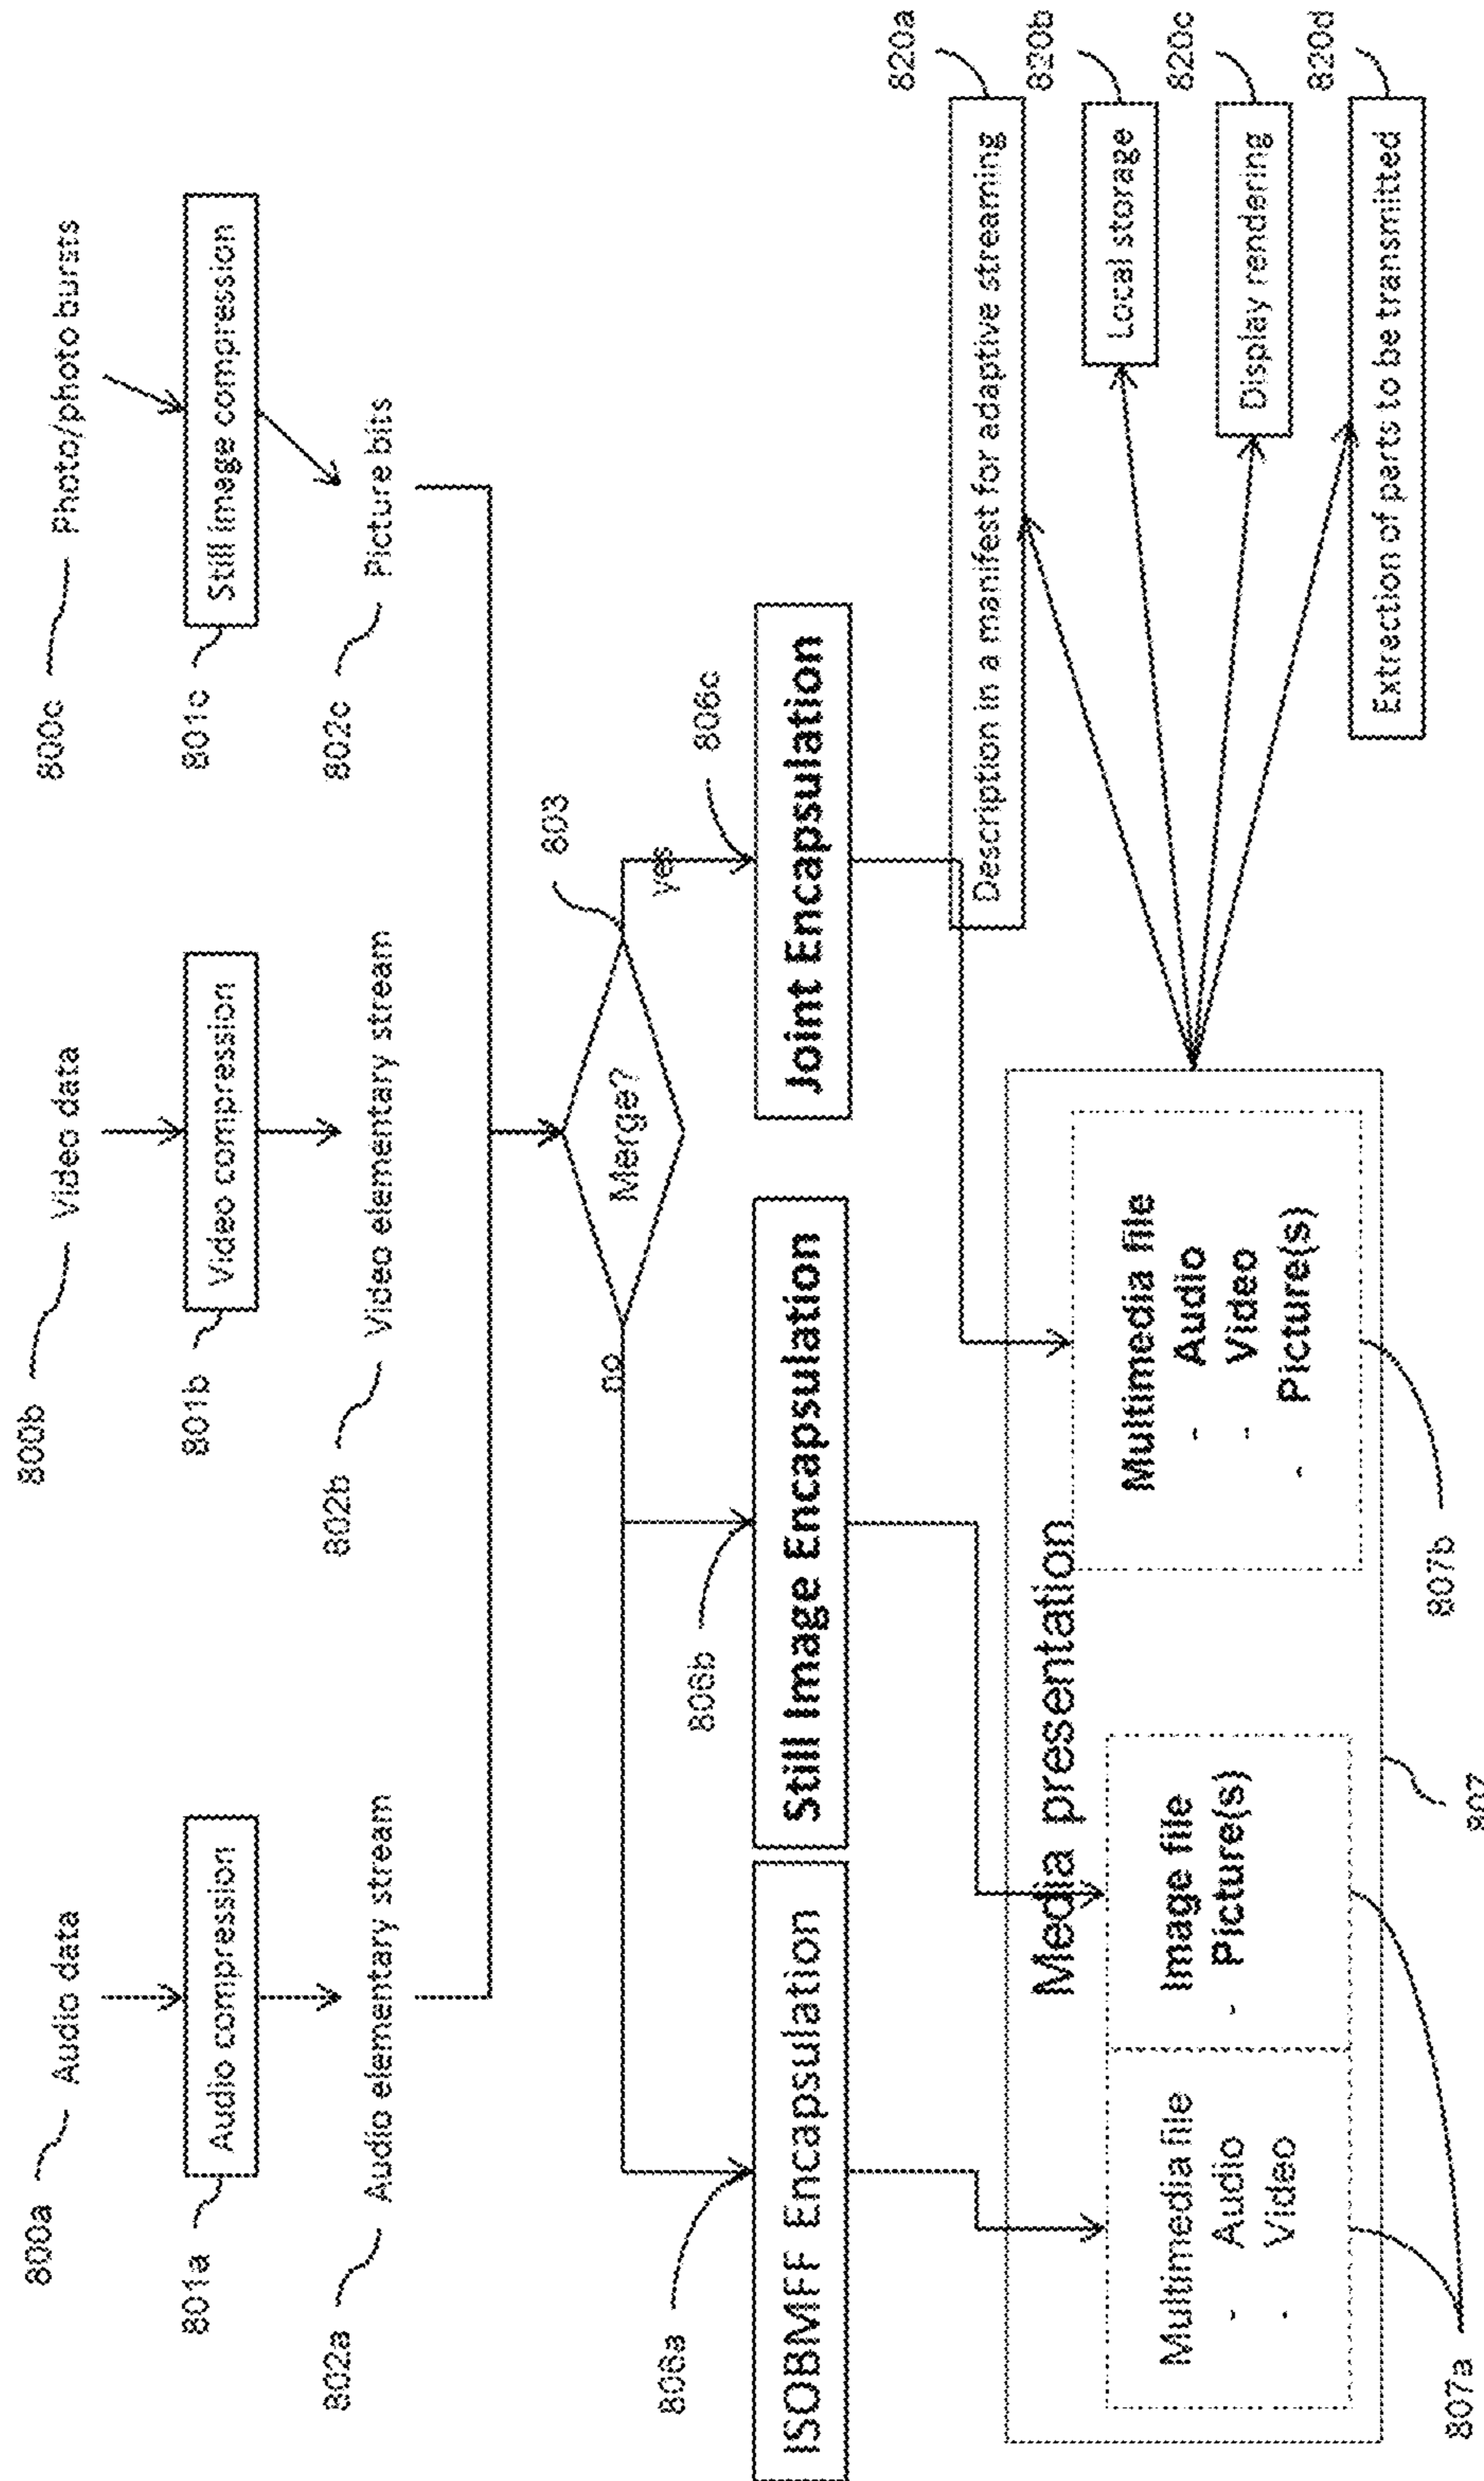 800a
Audio data
800b
Video data
800c
Photo/photo bursts
801a
Audio compression
801b
Video compression
801c
Still image compression
802a
Audio elementary stream
802b
Video elementary stream
802c
Picture bits
803
Merge?
no
yes
806a
ISOBMFF Encapsulation
806b
Still Image Encapsulation
806c
Joint Encapsulation
Media presentation
Multimedia file
- Audio
- Video
Image file
- Picture(s)
Multimedia file
- Audio
- Video
- Picture(s)
807a
807
807b
Description in a manifest for adaptive streaming
820a
Local storage
820b
Display rendering
820c
Extraction of parts to be transmitted
820d